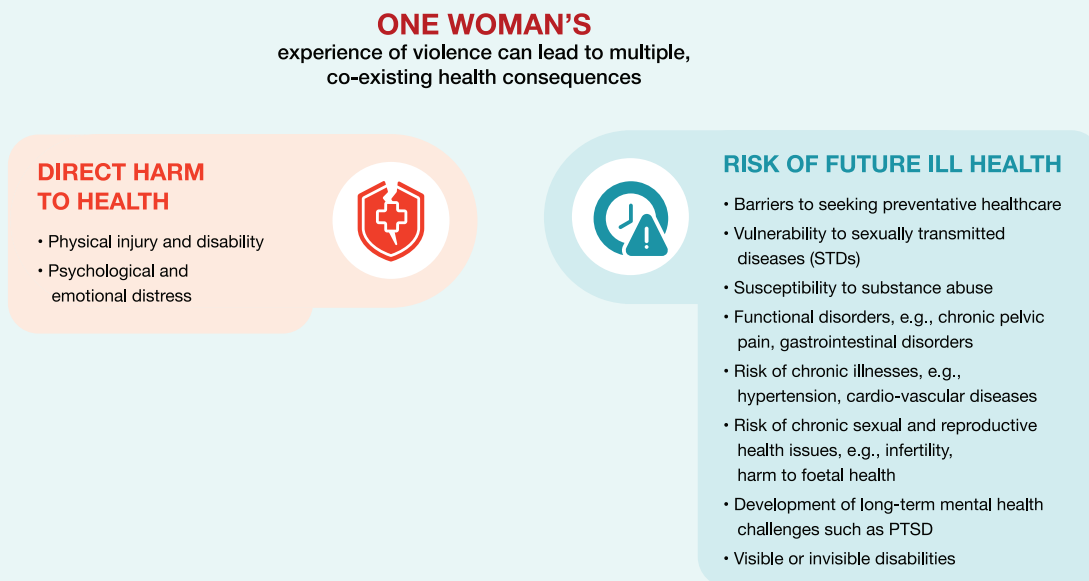 ONE WOMAN'S
experience of violence can lead to multiple,
co-existing health consequences
DIRECT HARM
TO HEALTH
• Physical injury and disability
• Psychological and
emotional distress
RISK OF FUTURE ILL HEALTH
• Barriers to seeking preventative healthcare
• Vulnerability to sexually transmitted
diseases (STDs)
• Susceptibility to substance abuse
• Functional disorders, e.g., chronic pelvic
pain, gastrointestinal disorders
• Risk of chronic illnesses, e.g.,
hypertension, cardio-vascular diseases
• Risk of chronic sexual and reproductive
health issues, e.g., infertility,
harm to foetal health
• Development of long-term mental health
challenges such as PTSD
• Visible or invisible disabilities